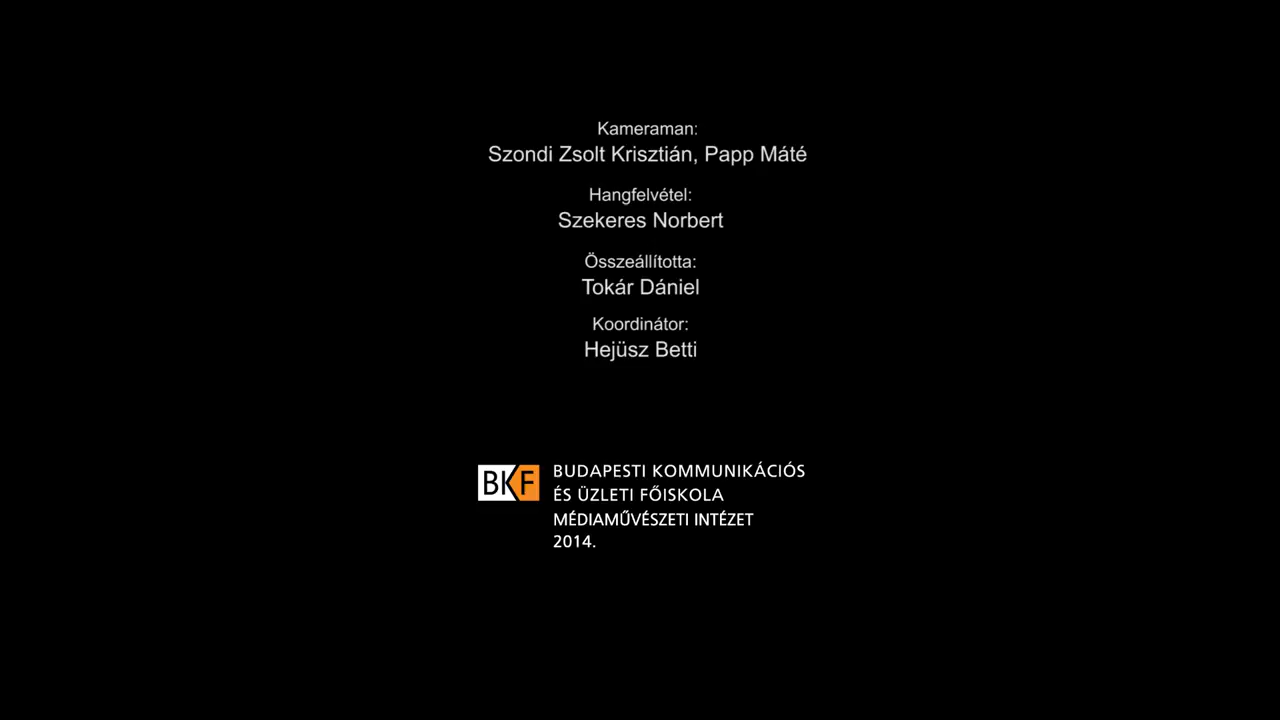 Kameraman:
Szondi Zsolt Krisztián, Papp Máté
Hangfelvétel:
Szekeres Norbert
Összeállította:
Tokár Dániel
Koordinátor:
Hejüsz Betti
BKF
BUDAPESTI KOMMUNIKÁCIÓS
ÉS ÜZLETI FŐISKOLA
MÉDIAMŰVÉSZETI INTÉZET
2014.